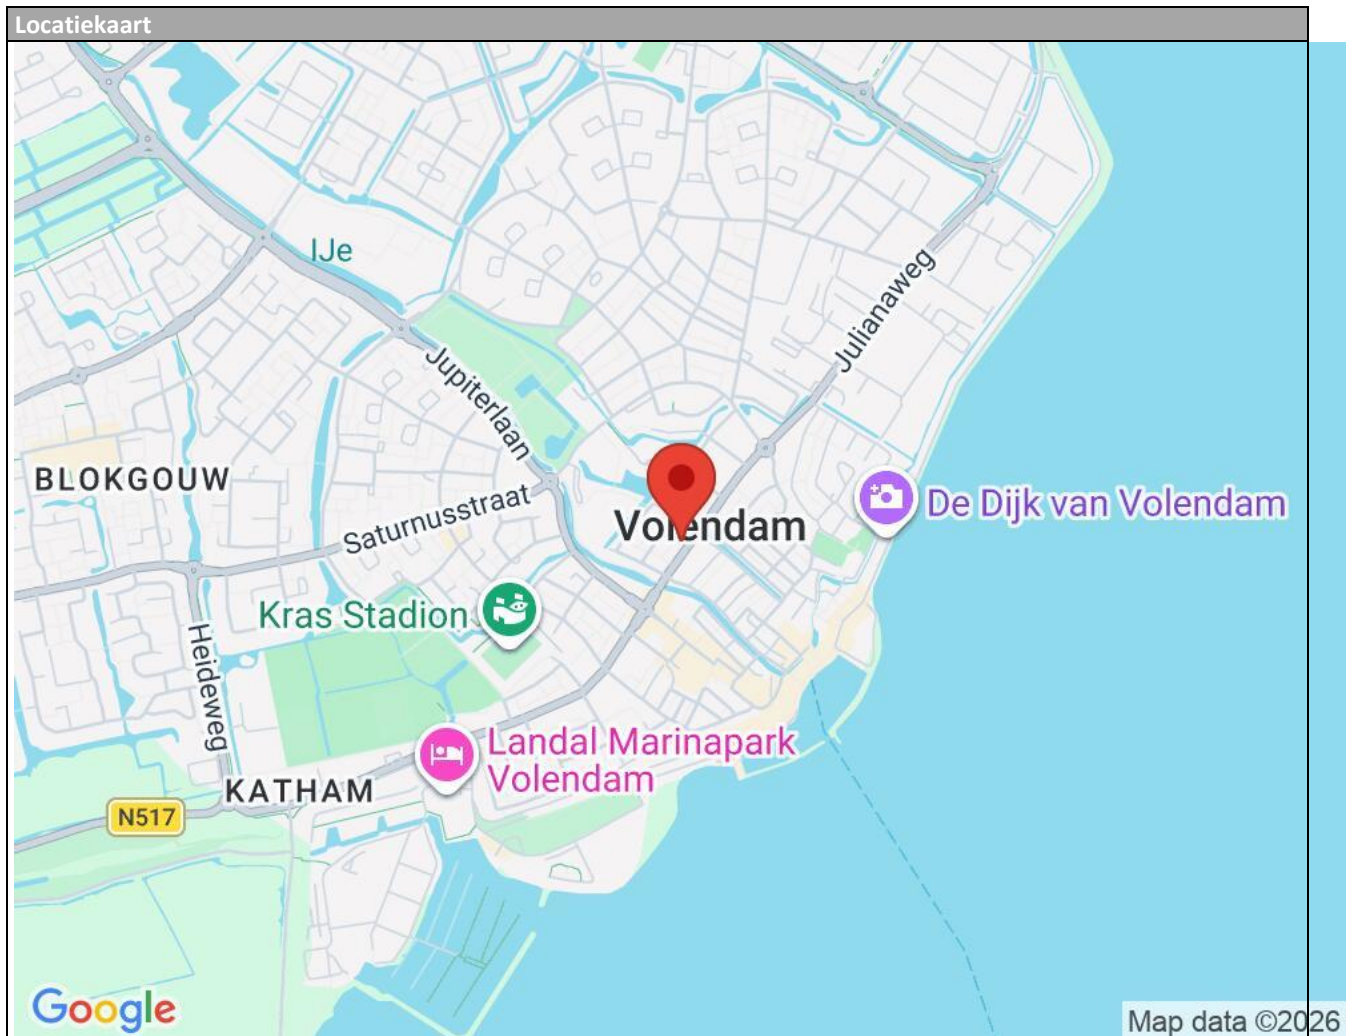 Locatiekaart
IJe
Julianaweg
Jupiterlaan
BLOKGOUW
Saturnusstraat
Volendam
De Dijk van Volendam
Kras Stadion
Heideweg
Landal Marinapark
Volendam
KATHAM
N517
Google
Map data ©2026